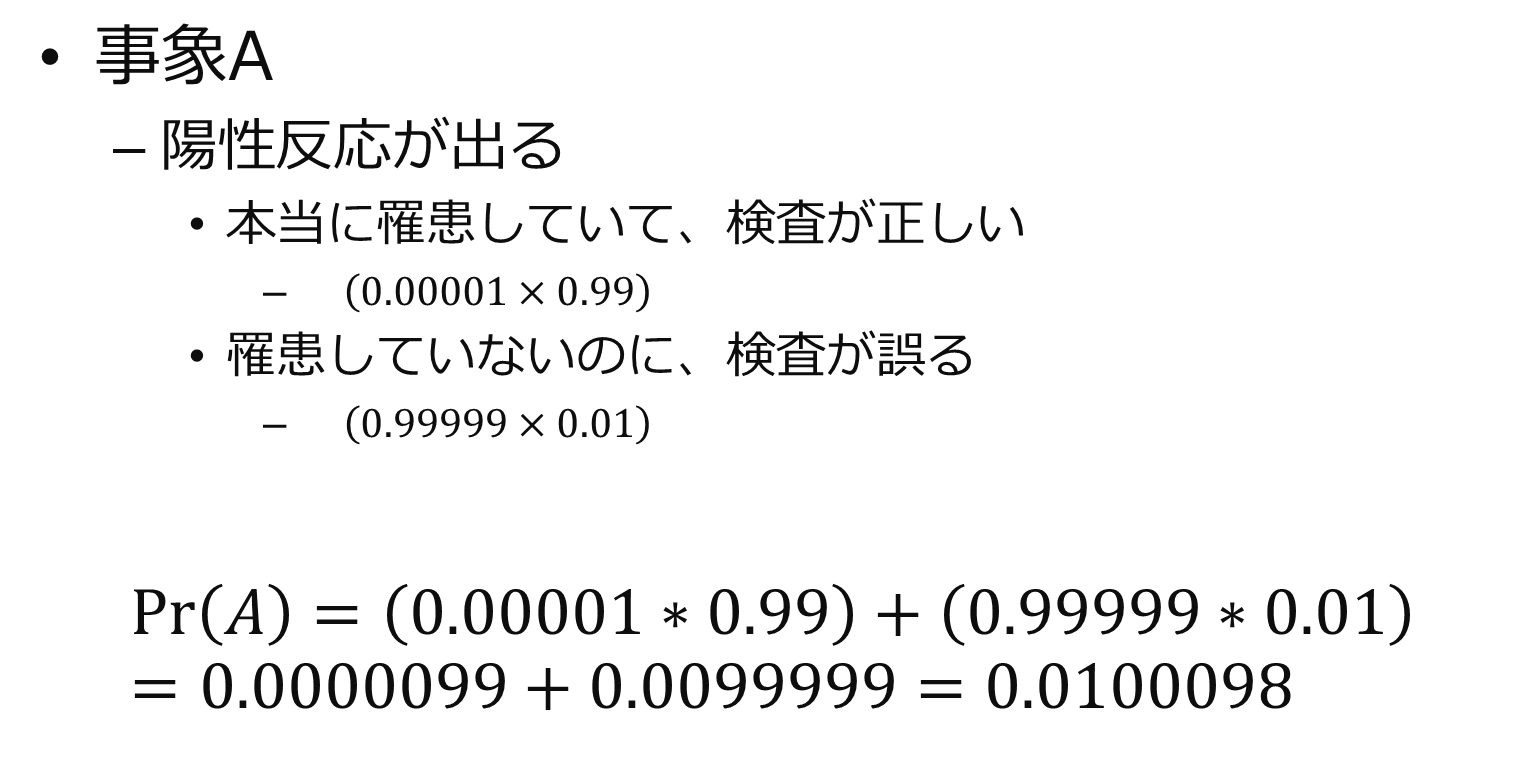 • 事象A
– 陽性反応が出る
• 本当に罹患していて、検査が正しい
– (0.00001 × 0.99)
• 罹患していないのに、検査が誤る
– (0.99999 × 0.01)
Pr(A) = (0.00001 ∗ 0.99) + (0.99999 ∗ 0.01)
= 0.0000099 + 0.0099999 = 0.0100098